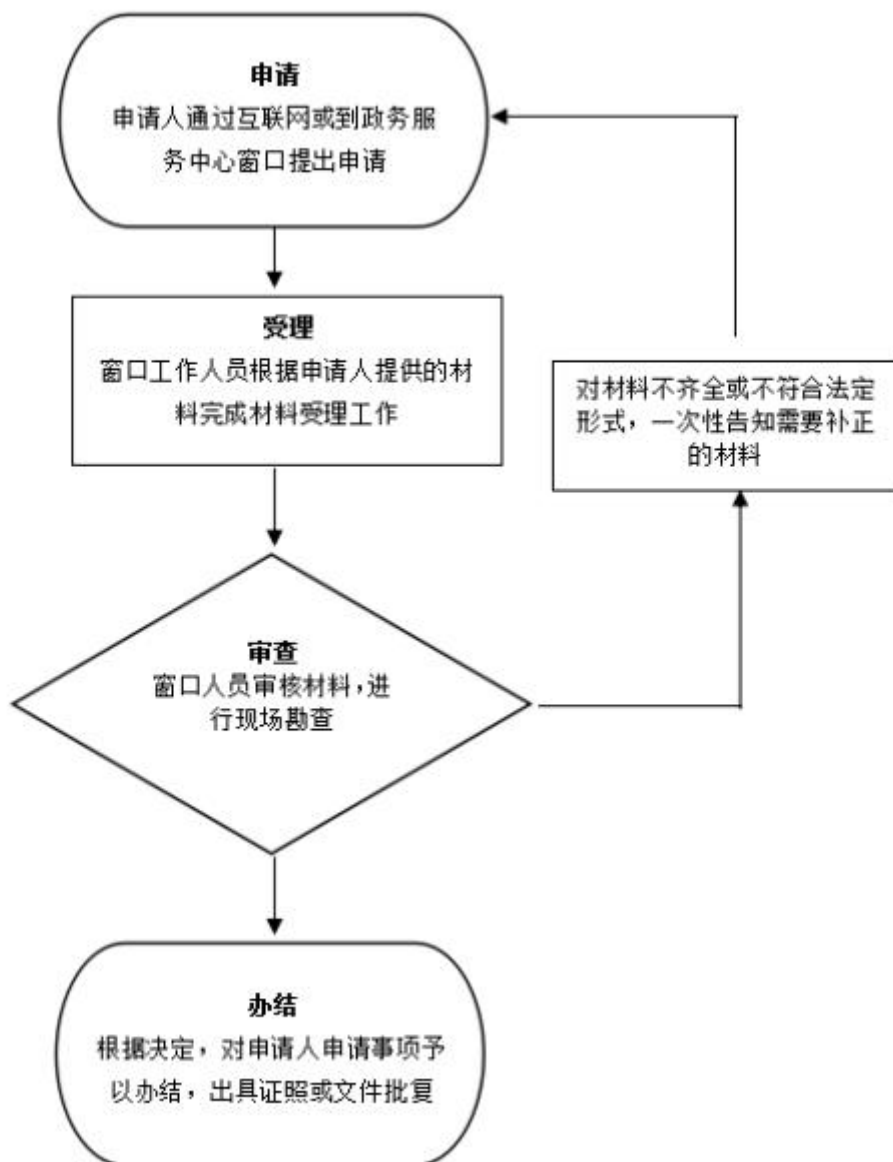 申请
申请人通过互联网或到政务服
务中心窗口提出申请
受理
窗口工作人员根据申请人提供的材
料完成材料受理工作
对材料不齐全或不符合法定
形式，一次性告知需要补正
的材料
审查
窗口人员审核材料，进
行现场勘查
办结
根据决定，对申请人申请事项予
以办结，出具证照或文件批复